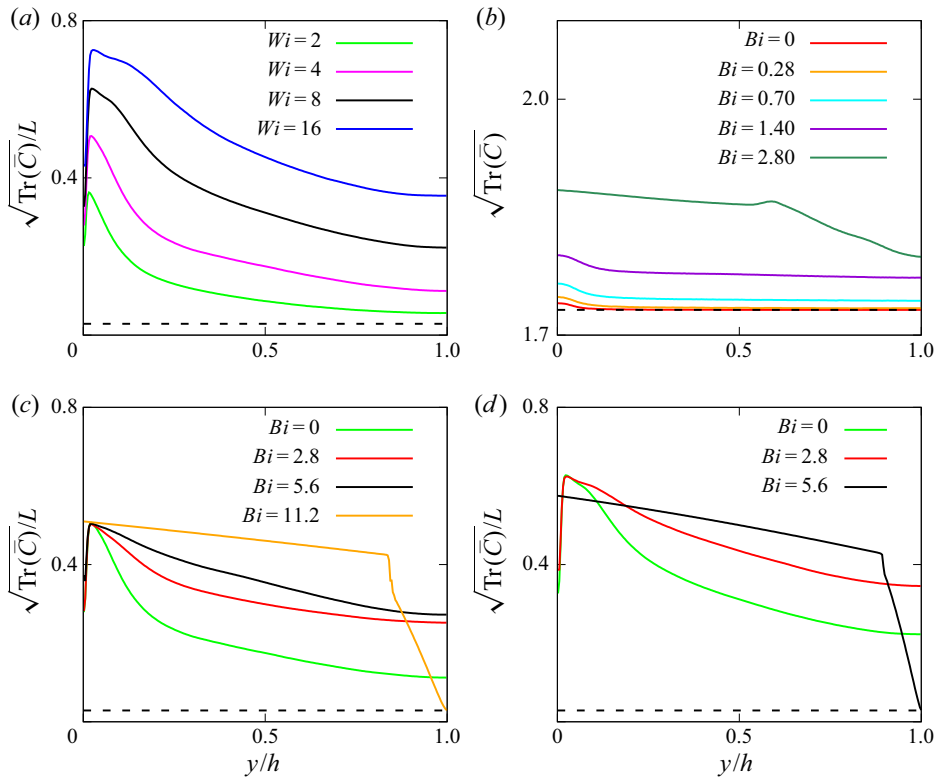 (a)
0.8
0.4
√Tr(C̄)/L
Wi = 2
Wi = 4
Wi = 8
Wi = 16
0 0.5 1.0
(b)
2.0
1.7
√Tr(C̄)
Bi = 0
Bi = 0.28
Bi = 0.70
Bi = 1.40
Bi = 2.80
0 0.5 1.0
(c)
0.8
0.4
0
√Tr(C̄)/L
Bi = 0
Bi = 2.8
Bi = 5.6
Bi = 11.2
0 0.5 1.0
y/h
(d)
0.8
0.4
0
√Tr(C̄)/L
Bi = 0
Bi = 2.8
Bi = 5.6
0 0.5 1.0
y/h